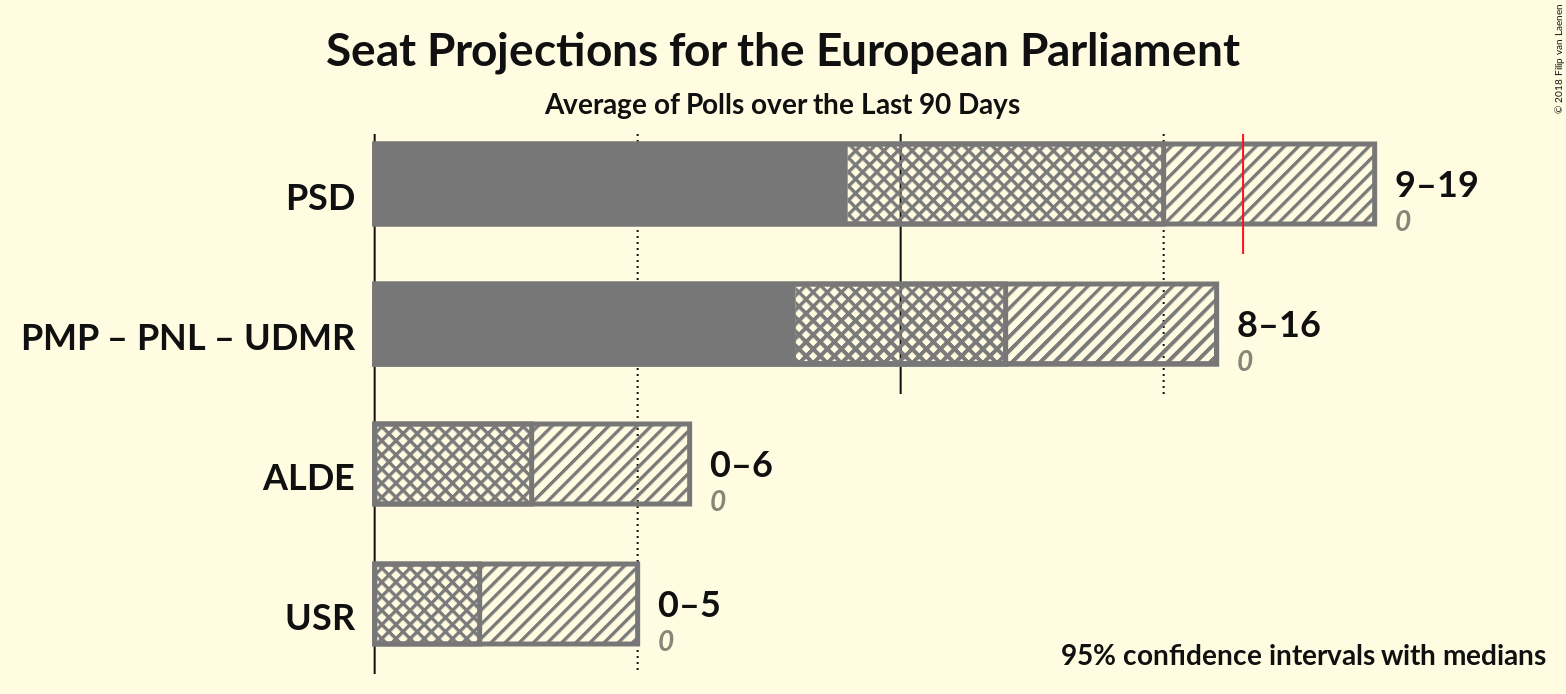 Seat Projections for the European Parliament
Average of Polls over the Last 90 Days
PSD
9–19
0
PMP – PNL – UDMR
8–16
0
ALDE
0–6
0
USR
0–5
0
95% confidence intervals with medians
© 2018 Filip van Laenen